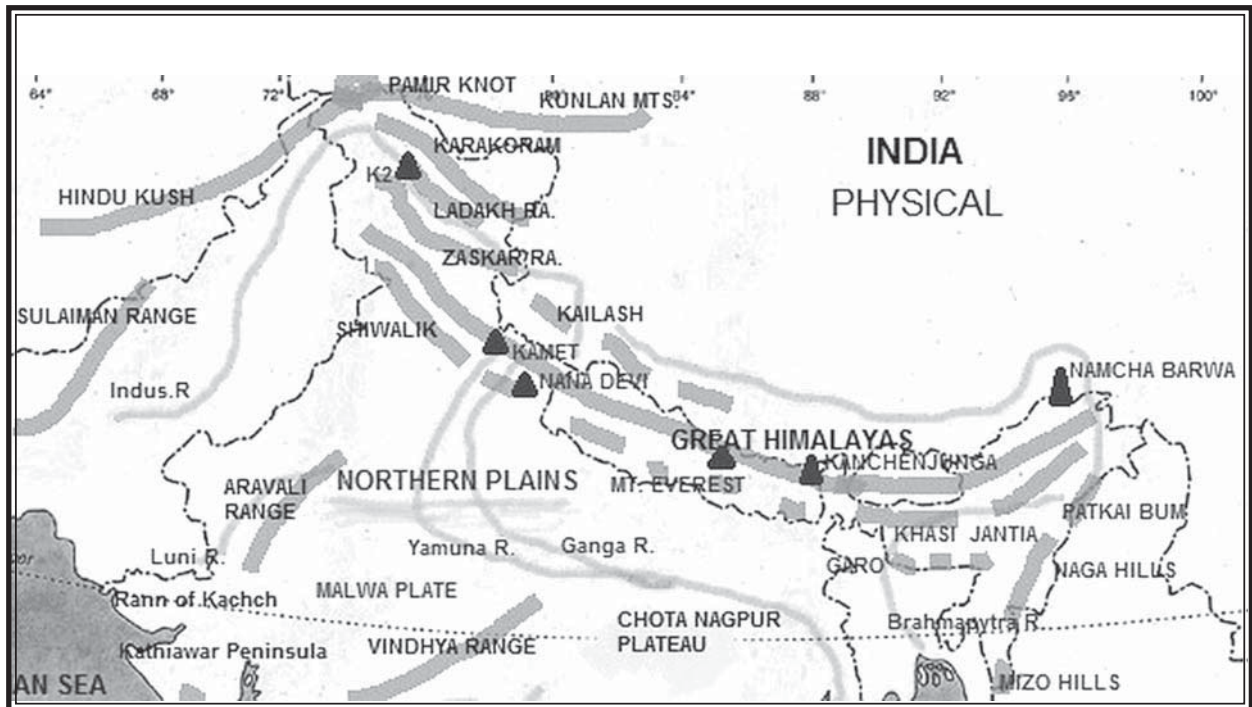 PAMIR KNOT
64° 68° 72° 84° 88° 92° 96° 100°
KUNLAN MTS.
INDIA
PHYSICAL
KARAKORAM
K2
HINDU KUSH
LADAKH RA.
ZASKAR RA.
SULAIMAN RANGE
KAILASH
SHIWALIK
KAMET
NAMCHA BARWA
Indus.R
NANA DEVI
GREAT HIMALAYAS
KANCHENJUNGA
NORTHERN PLAINS
MT. EVEREST
ARAVALI
RANGE
PATKAI BUM
KHASI JANTIA
Luni R.
Yamuna R.
Ganga R.
GARO
NAGA HILLS
MALWA PLATE
Rann of Kachch
CHOTA NAGPUR
PLATEAU
Brahmapytra R
VINDHYA RANGE
Kathiawar Peninsula
AN SEA
MIZO HILLS